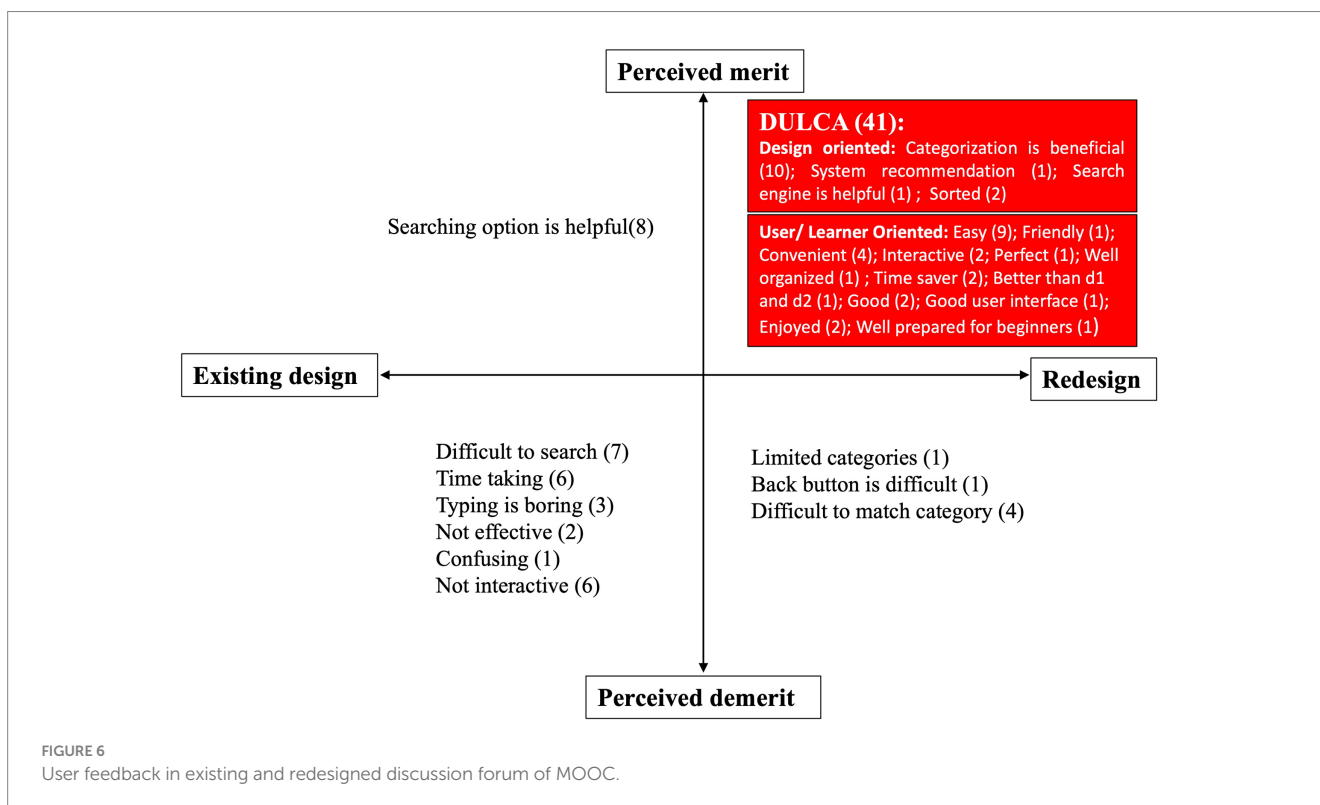 Perceived merit
DULCA (41):
Design oriented: Categorization is beneficial
(10); System recommendation (1); Search
engine is helpful (1) ; Sorted (2)
Searching option is helpful(8)
User/ Learner Oriented: Easy (9); Friendly (1);
Convenient (4); Interactive (2; Perfect (1); Well
organized (1) ; Time saver (2); Better than d1
and d2 (1); Good (2); Good user interface (1);
Enjoyed (2); Well prepared for beginners (1)
Existing design
Redesign
Difficult to search (7)
Time taking (6)
Typing is boring (3)
Not effective (2)
Confusing (1)
Not interactive (6)
Limited categories (1)
Back button is difficult (1)
Difficult to match category (4)
Perceived demerit
FIGURE 6
User feedback in existing and redesigned discussion forum of MOOC.